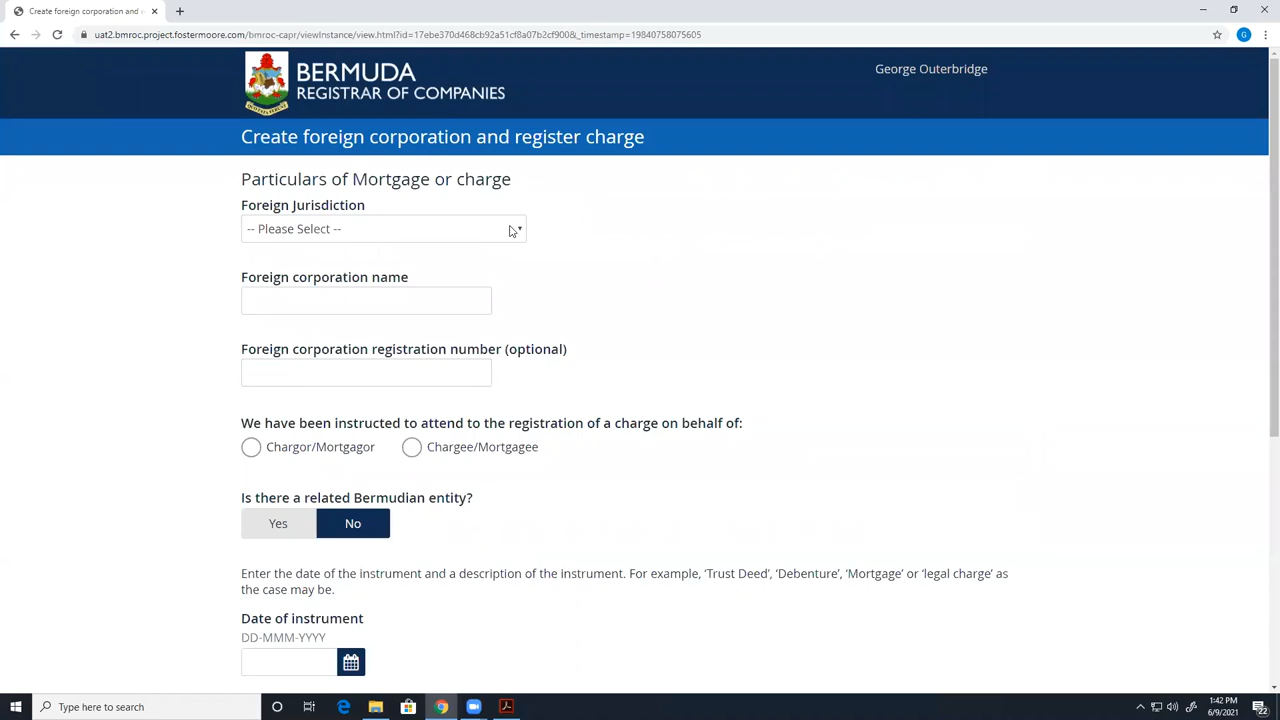 Create foreign corporation and r
uat2.bmroc.project.fostermoore.com/bmroc-capr/viewInstance/view.html?id=17ebe370d468cb92a51cf8a07b2cf900&_timestamp=19840758075605
G
BERMUDA
REGISTRAR OF COMPANIES
George Outerbridge
Create foreign corporation and register charge
Particulars of Mortgage or charge
Foreign Jurisdiction
-- Please Select --
Foreign corporation name
Foreign corporation registration number (optional)
We have been instructed to attend to the registration of a charge on behalf of:
Chargor/Mortgagor Chargee/Mortgagee
Is there a related Bermudian entity?
Yes No
Enter the date of the instrument and a description of the instrument. For example, ‘Trust Deed’, ‘Debenture’, ‘Mortgage’ or ‘legal charge’ as
the case may be.
Date of instrument
DD-MMM-YYYY
Type here to search
1:42 PM
6/9/2021
22